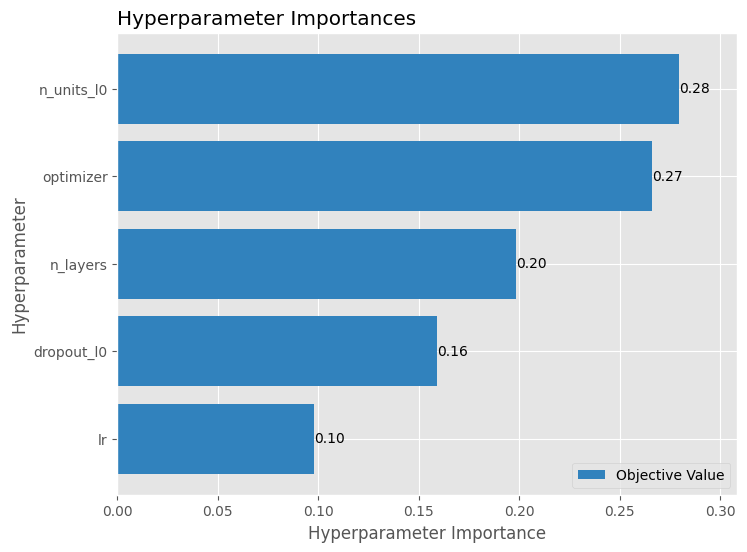 Hyperparameter Importances
Hyperparameter
n_units_l0
0.28
optimizer
0.27
n_layers
0.20
dropout_l0
0.16
lr
0.10
Objective Value
0.00 0.05 0.10 0.15 0.20 0.25 0.30
Hyperparameter Importance